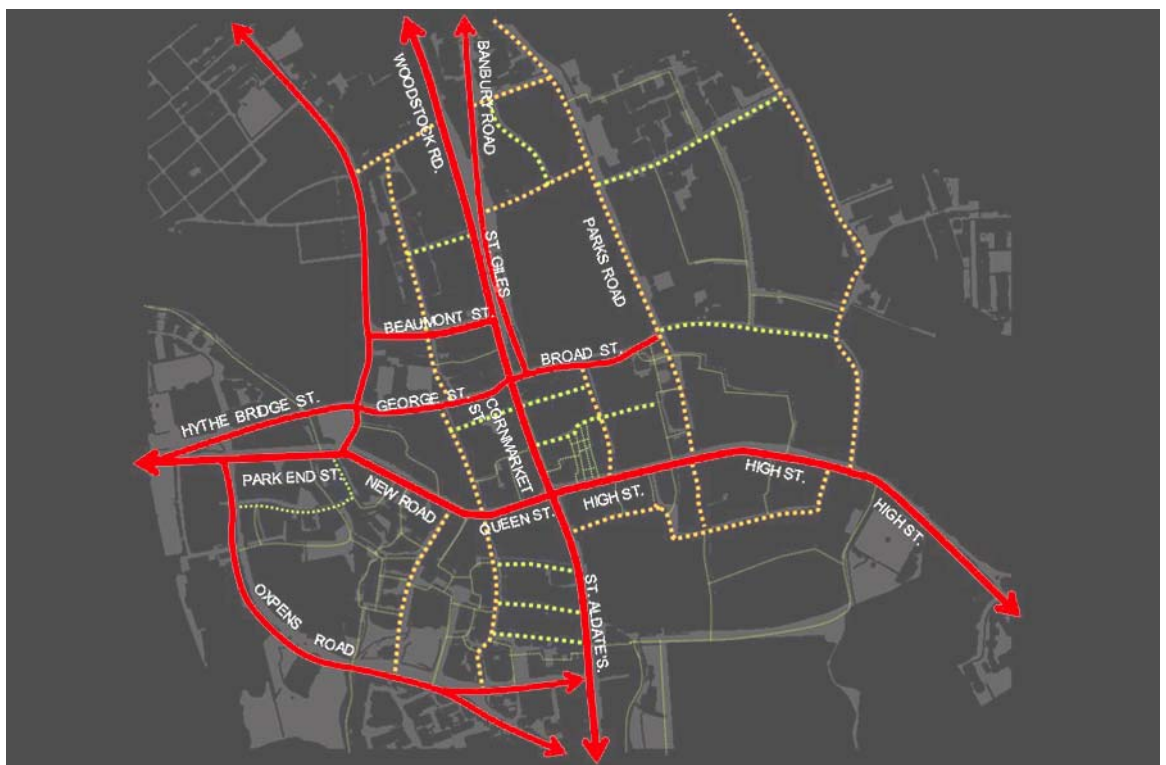 WOODSTOCK RD.
BANBURY ROAD
ST. GILES
PARKS ROAD
BEAUMONT ST.
BROAD ST.
GEORGE ST.
ST.
CORNMARKET
HYTHE BRIDGE ST.
PARK END ST.
NEW ROAD
QUEEN ST.
HIGH ST.
HIGH ST.
HIGH ST.
OXPENS ROAD
ST. ALDATE'S.